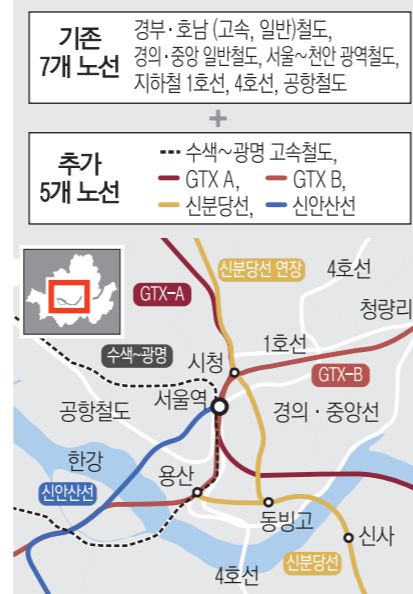 기존
7개 노선
경부·호남 (고속, 일반)철도,
경의·중앙 일반철도, 서울~천안 광역철도,
지하철 1호선, 4호선, 공항철도
+
추가
5개 노선
수색~광명 고속철도,
GTX A, GTX B,
신분당선, 신안산선
신분당선 연장
4호선
GTX-A
청량리
1호선
수색~광명
시청
GTX-B
서울역
공항철도
경의·중앙선
한강
용산
신안산선
동빙고
신사
신분당선
4호선